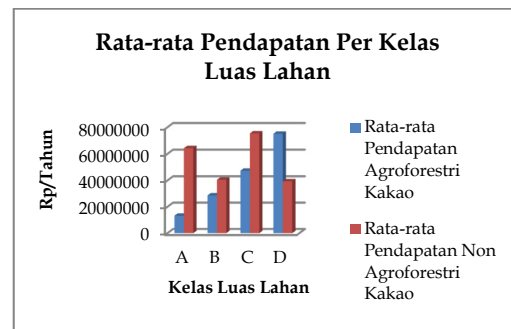 Rata-rata Pendapatan Per Kelas
Luas Lahan
Rp/Tahun
80000000
60000000
40000000
20000000
0
A B C D
Kelas Luas Lahan
Rata-rata
Pendapatan
Agroforestri
Kakao
Rata-rata
Pendapatan Non
Agroforestri
Kakao